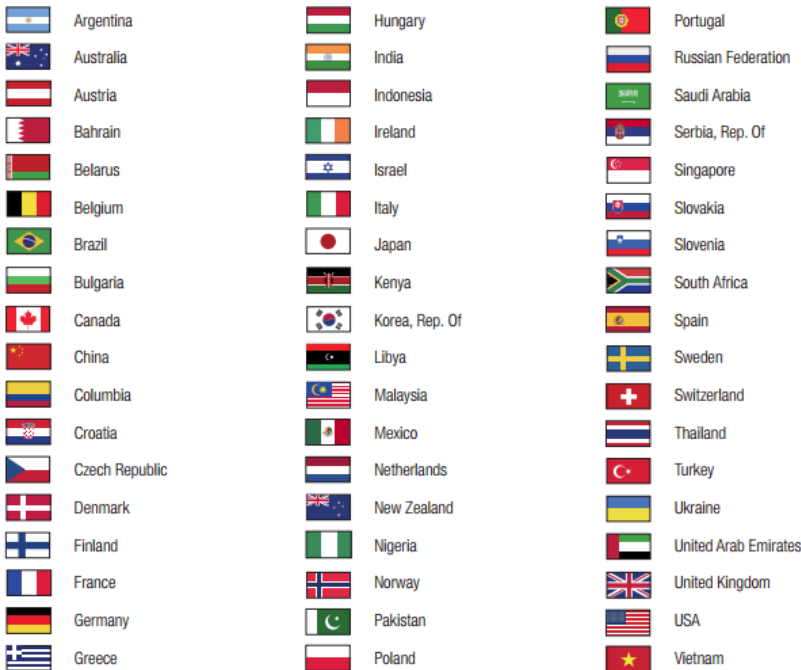 Argentina
Australia
Austria
Bahrain
Belarus
Belgium
Brazil
Bulgaria
Canada
China
Columbia
Croatia
Czech Republic
Denmark
Finland
France
Germany
Greece
Hungary
India
Indonesia
Ireland
Israel
Italy
Japan
Kenya
Korea, Rep. Of
Libya
Malaysia
Mexico
Netherlands
New Zealand
Nigeria
Norway
Pakistan
Poland
Portugal
Russian Federation
Saudi Arabia
Serbia, Rep. Of
Singapore
Slovakia
Slovenia
South Africa
Spain
Sweden
Switzerland
Thailand
Turkey
Ukraine
United Arab Emirates
United Kingdom
USA
Vietnam